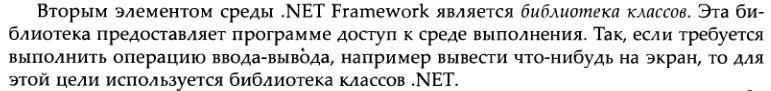 Вторым элементом среды .NET Framework является библиотека классов. Эта би-
блиотека предоставляет программе доступ к среде выполнения. Так, если требуется
выполнить операцию ввода-вывода, например вывести что-нибудь на экран, то для
этой цели используется библиотека классов .NET.